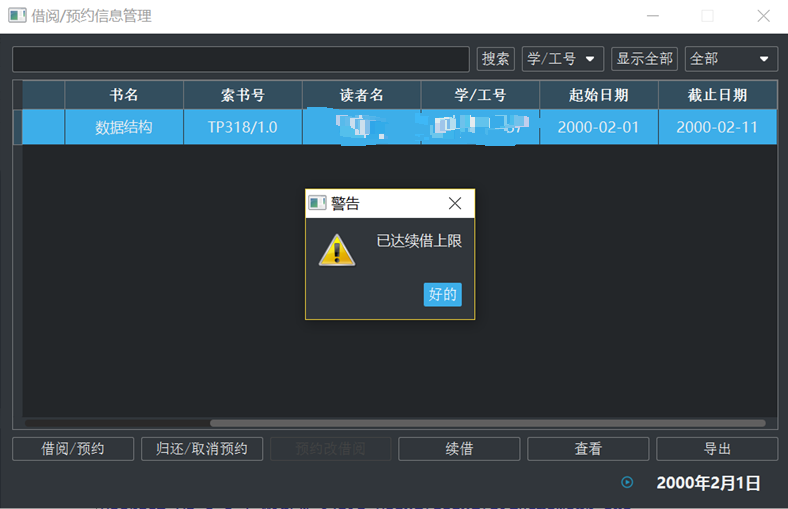 借阅/预约信息管理
搜索 学/工号 显示全部 全部
书名 索书号 读者名 学/工号 起始日期 截止日期
数据结构 TP318/1.0 2000-02-01 2000-02-11
警告
已达续借上限
好的
借阅/预约 归还/取消预约 预约改借阅 续借 查看 导出
2000年2月1日